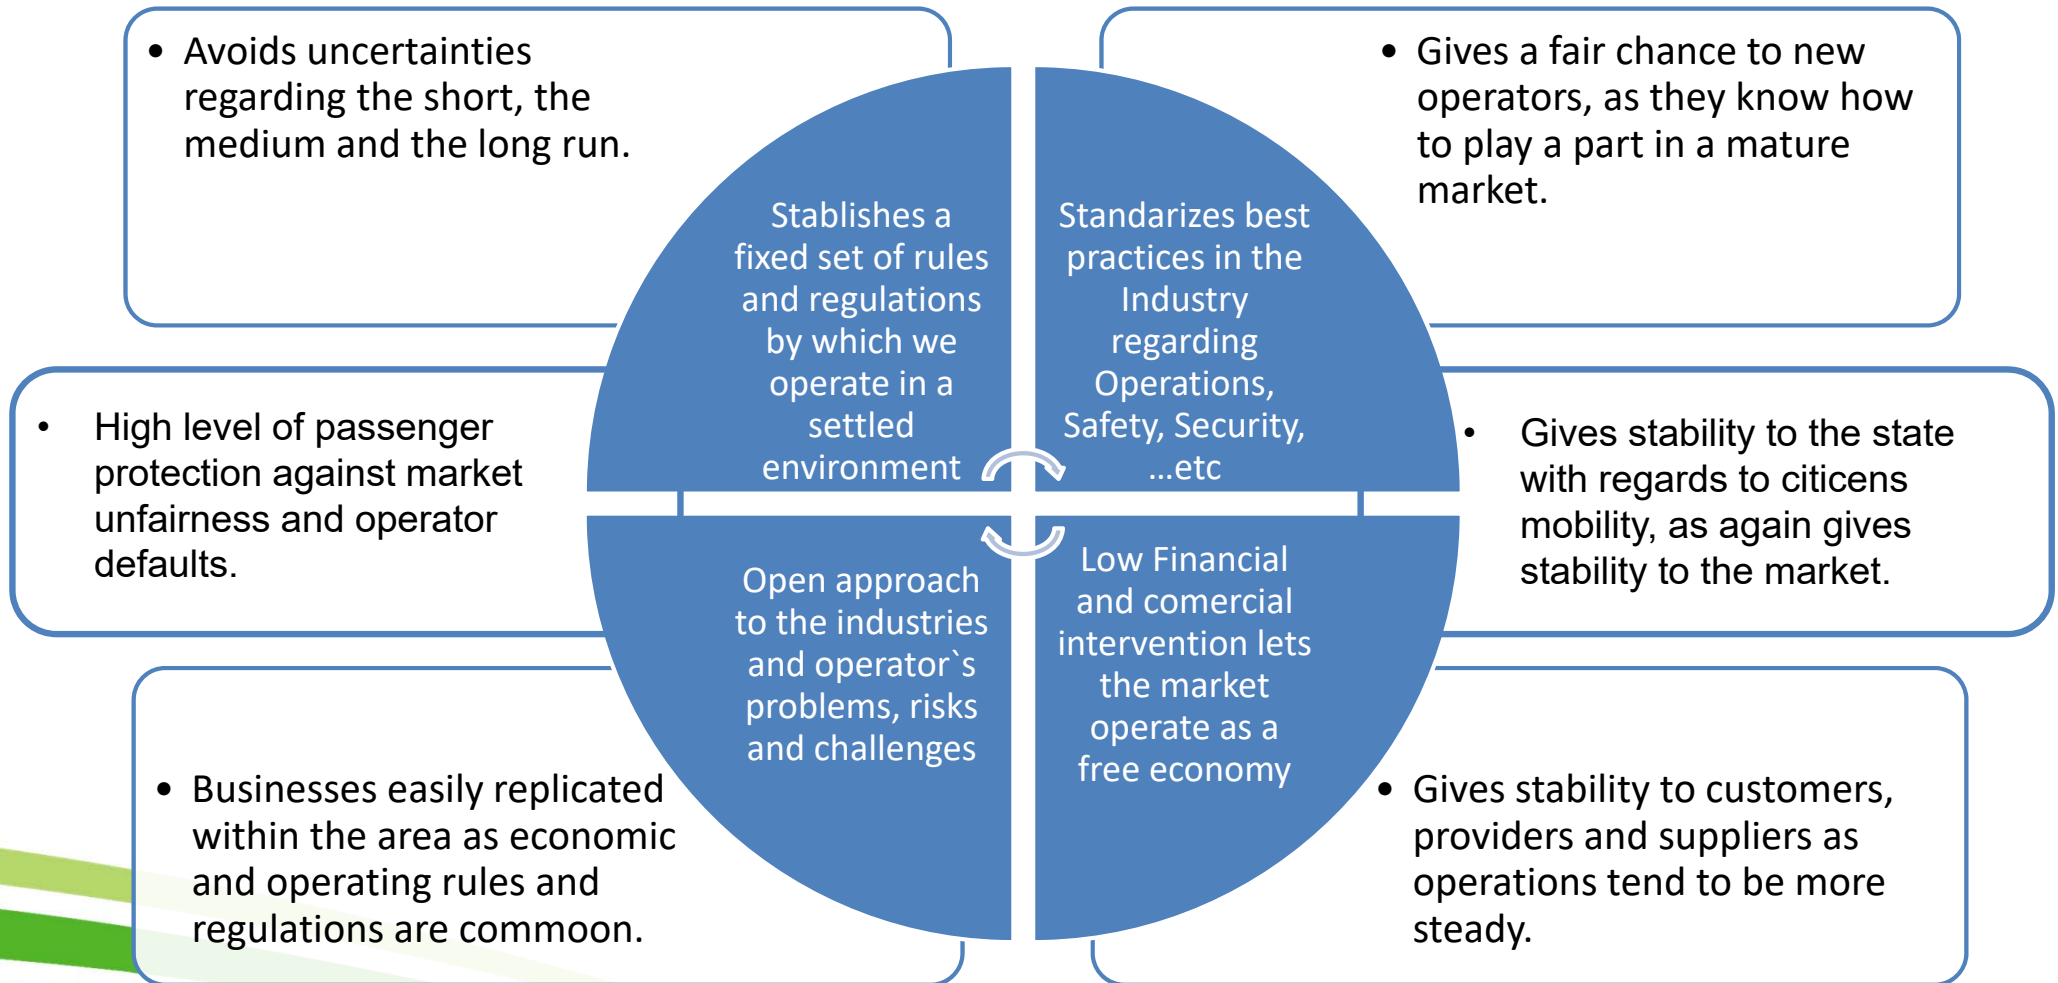 • Avoids uncertainties
regarding the short, the
medium and the long run.
• Gives a fair chance to new
operators, as they know how
to play a part in a mature
market.
Stablishes a
fixed set of rules
and regulations
by which we
operate in a
settled
environment
Standarizes best
practices in the
Industry
regarding
Operations,
Safety, Security,
...etc
• High level of passenger
protection against market
unfairness and operator
defaults.
• Gives stability to the state
with regards to citicens
mobility, as again gives
stability to the market.
Open approach
to the industries
and operator`s
problems, risks
and challenges
Low Financial
and comercial
intervention lets
the market
operate as a
free economy
• Businesses easily replicated
within the area as economic
and operating rules and
regulations are commoon.
• Gives stability to customers,
providers and suppliers as
operations tend to be more
steady.